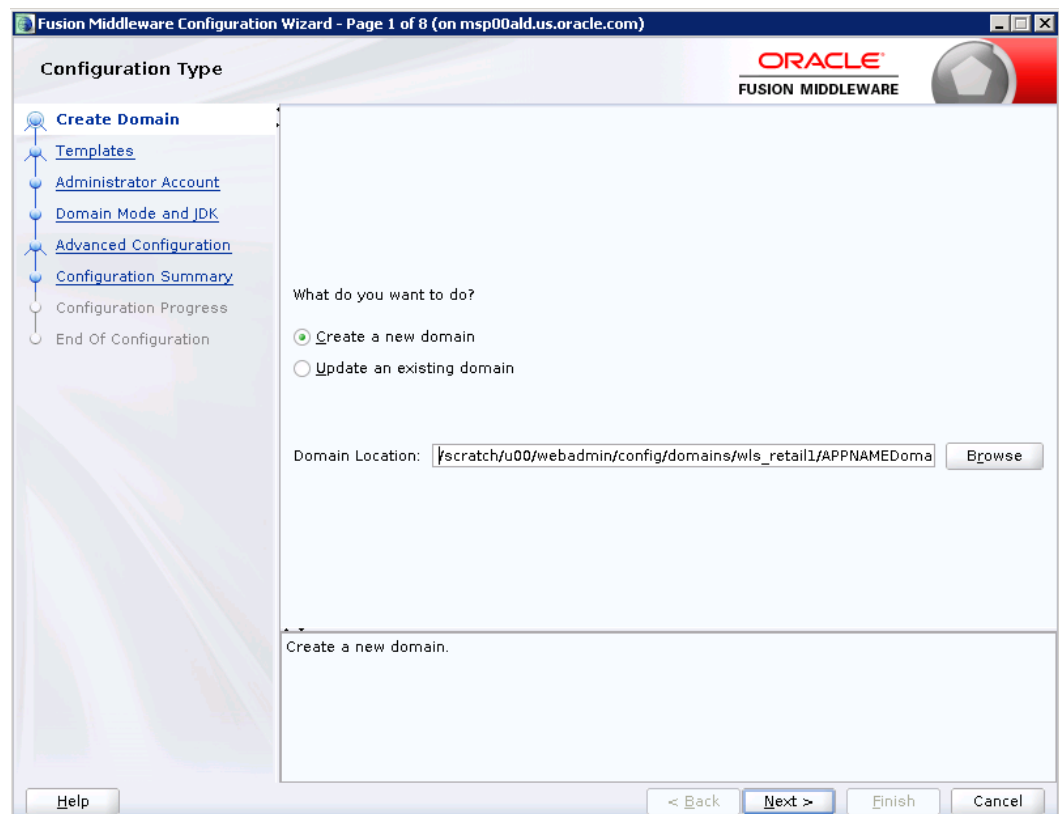 Fusion Middleware Configuration Wizard - Page 1 of 8 (on msp00ald.us.oracle.com)
Configuration Type
ORACLE
FUSION MIDDLEWARE
Create Domain
Templates
Administrator Account
Domain Mode and JDK
Advanced Configuration
Configuration Summary
Configuration Progress
End Of Configuration
What do you want to do?
Create a new domain
Update an existing domain
Domain Location: /scratch/u00/webadmin/config/domains/wls_retail1/APPNAMEDoma Browse
Create a new domain.
Help < Back Next > Finish Cancel